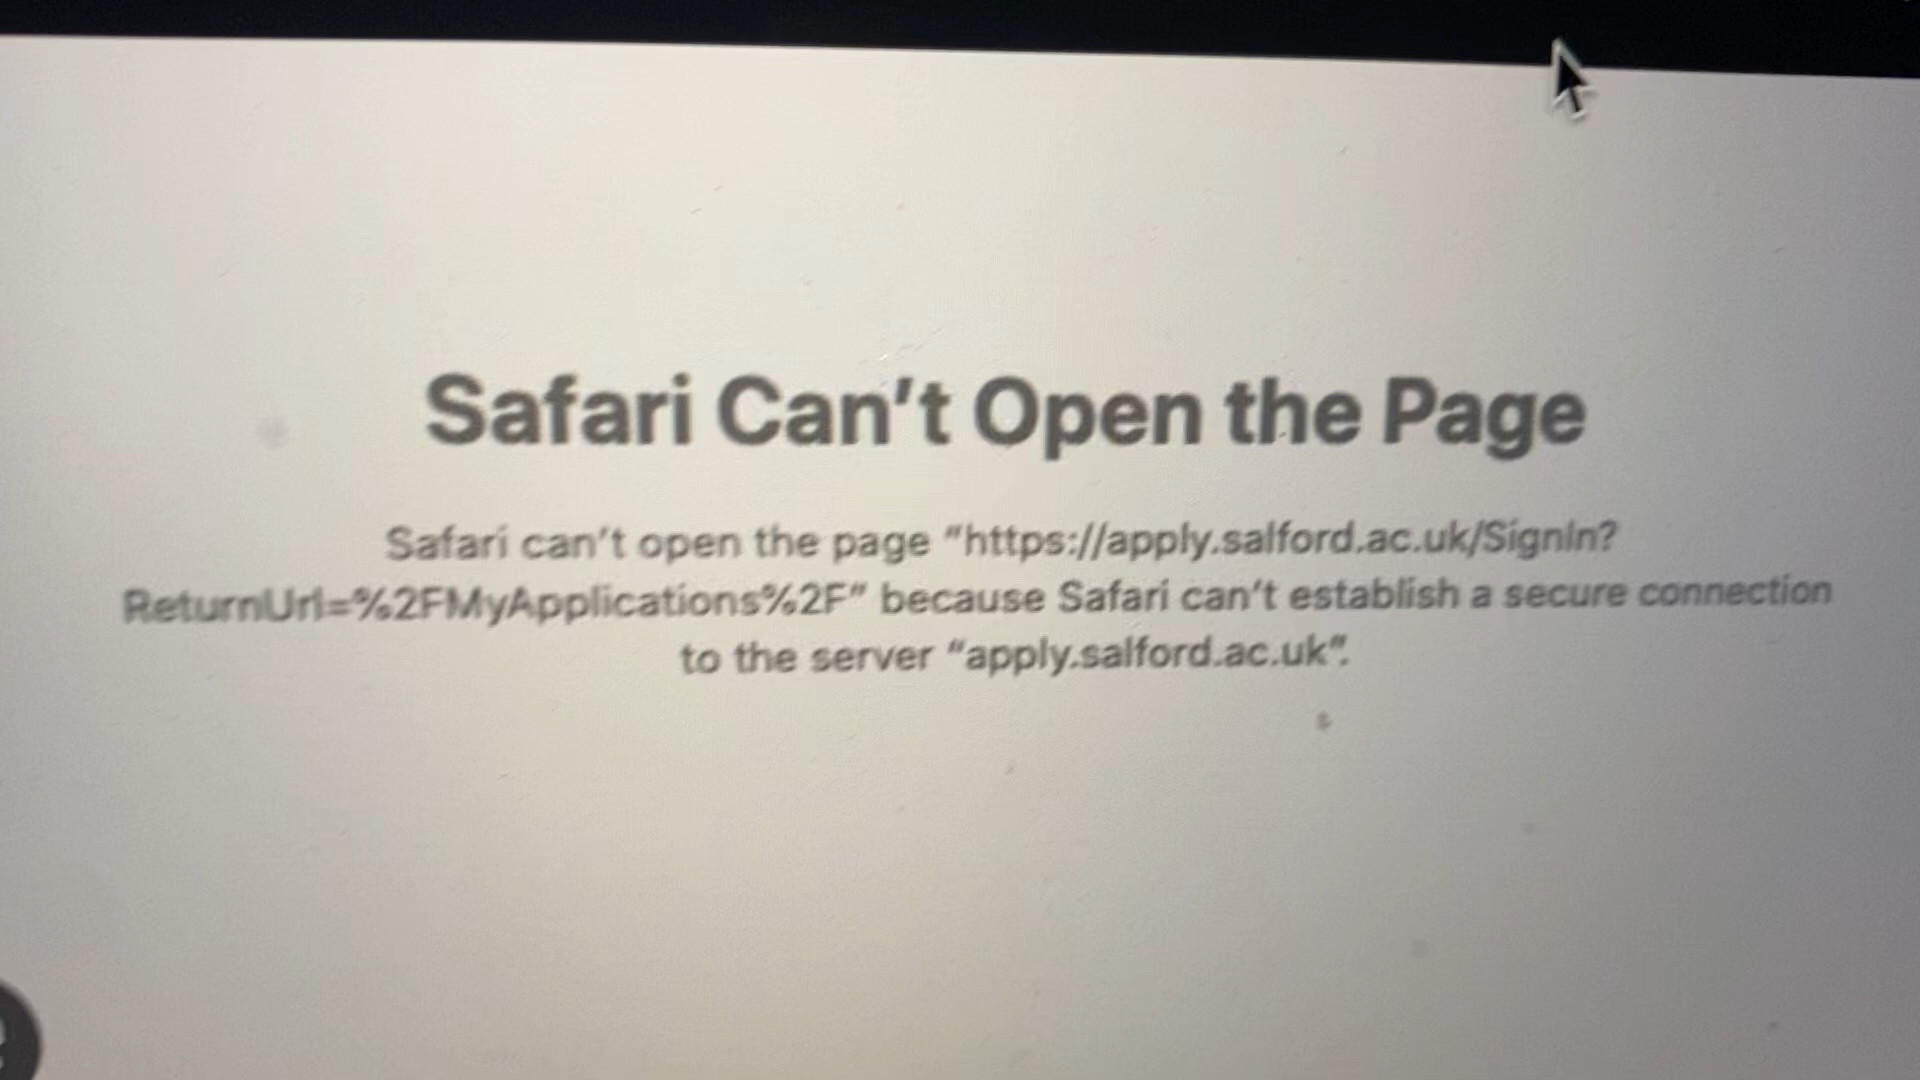 Safari Can't Open the Page
Safari can't open the page "https://apply.salford.ac.uk/SignIn?
ReturnUrl=%2FMyApplications%2F" because Safari can't establish a secure connection
to the server "apply.salford.ac.uk".